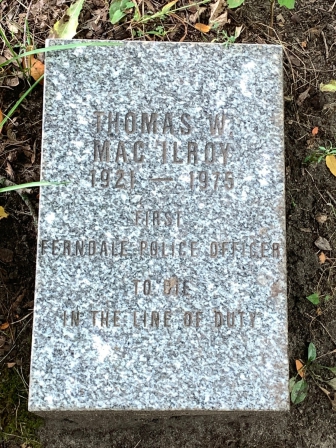 THOMAS W.
MAC ILROY
1921 — 1975
FIRST
FERNDALE POLICE OFFICER
TO DIE
IN THE LINE OF DUTY